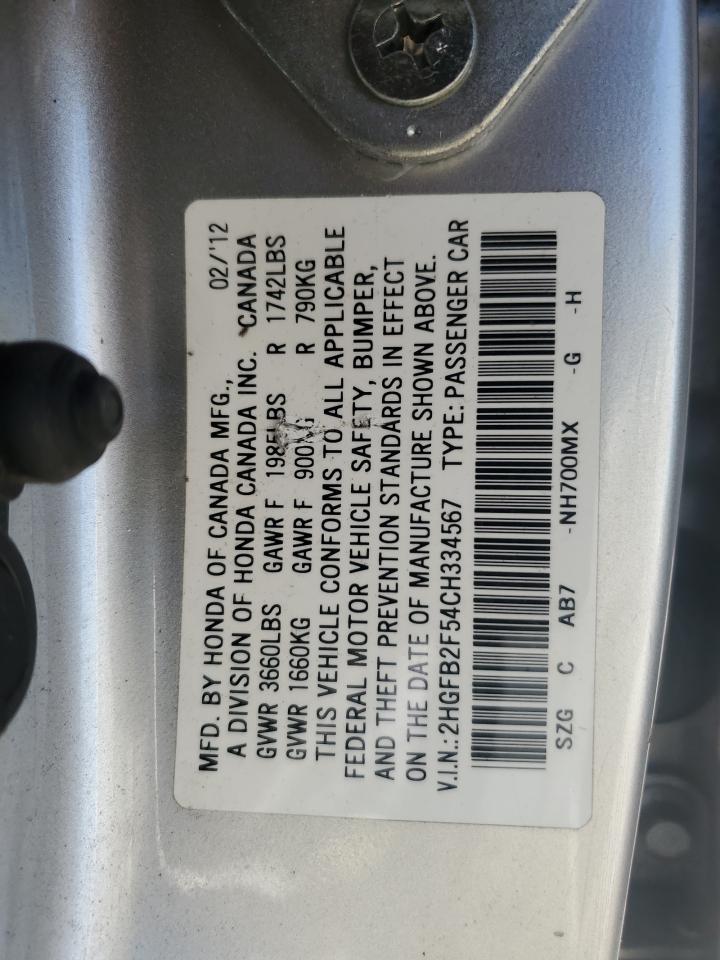 MFD. BY HONDA OF CANADA MFG., 02/'12
A DIVISION OF HONDA CANADA INC. CANADA
GVWR 3660LBS GAWR F 1985LBS R 1742LBS
GVWR 1660KG GAWR F 900KG R 790KG
THIS VEHICLE CONFORMS TO ALL APPLICABLE
FEDERAL MOTOR VEHICLE SAFETY, BUMPER,
AND THEFT PREVENTION STANDARDS IN EFFECT
ON THE DATE OF MANUFACTURE SHOWN ABOVE.
V.I.N.:2HGFB2F54CH334567 TYPE:PASSENGER CAR
SZG C AB7 -NH700MX -G -H